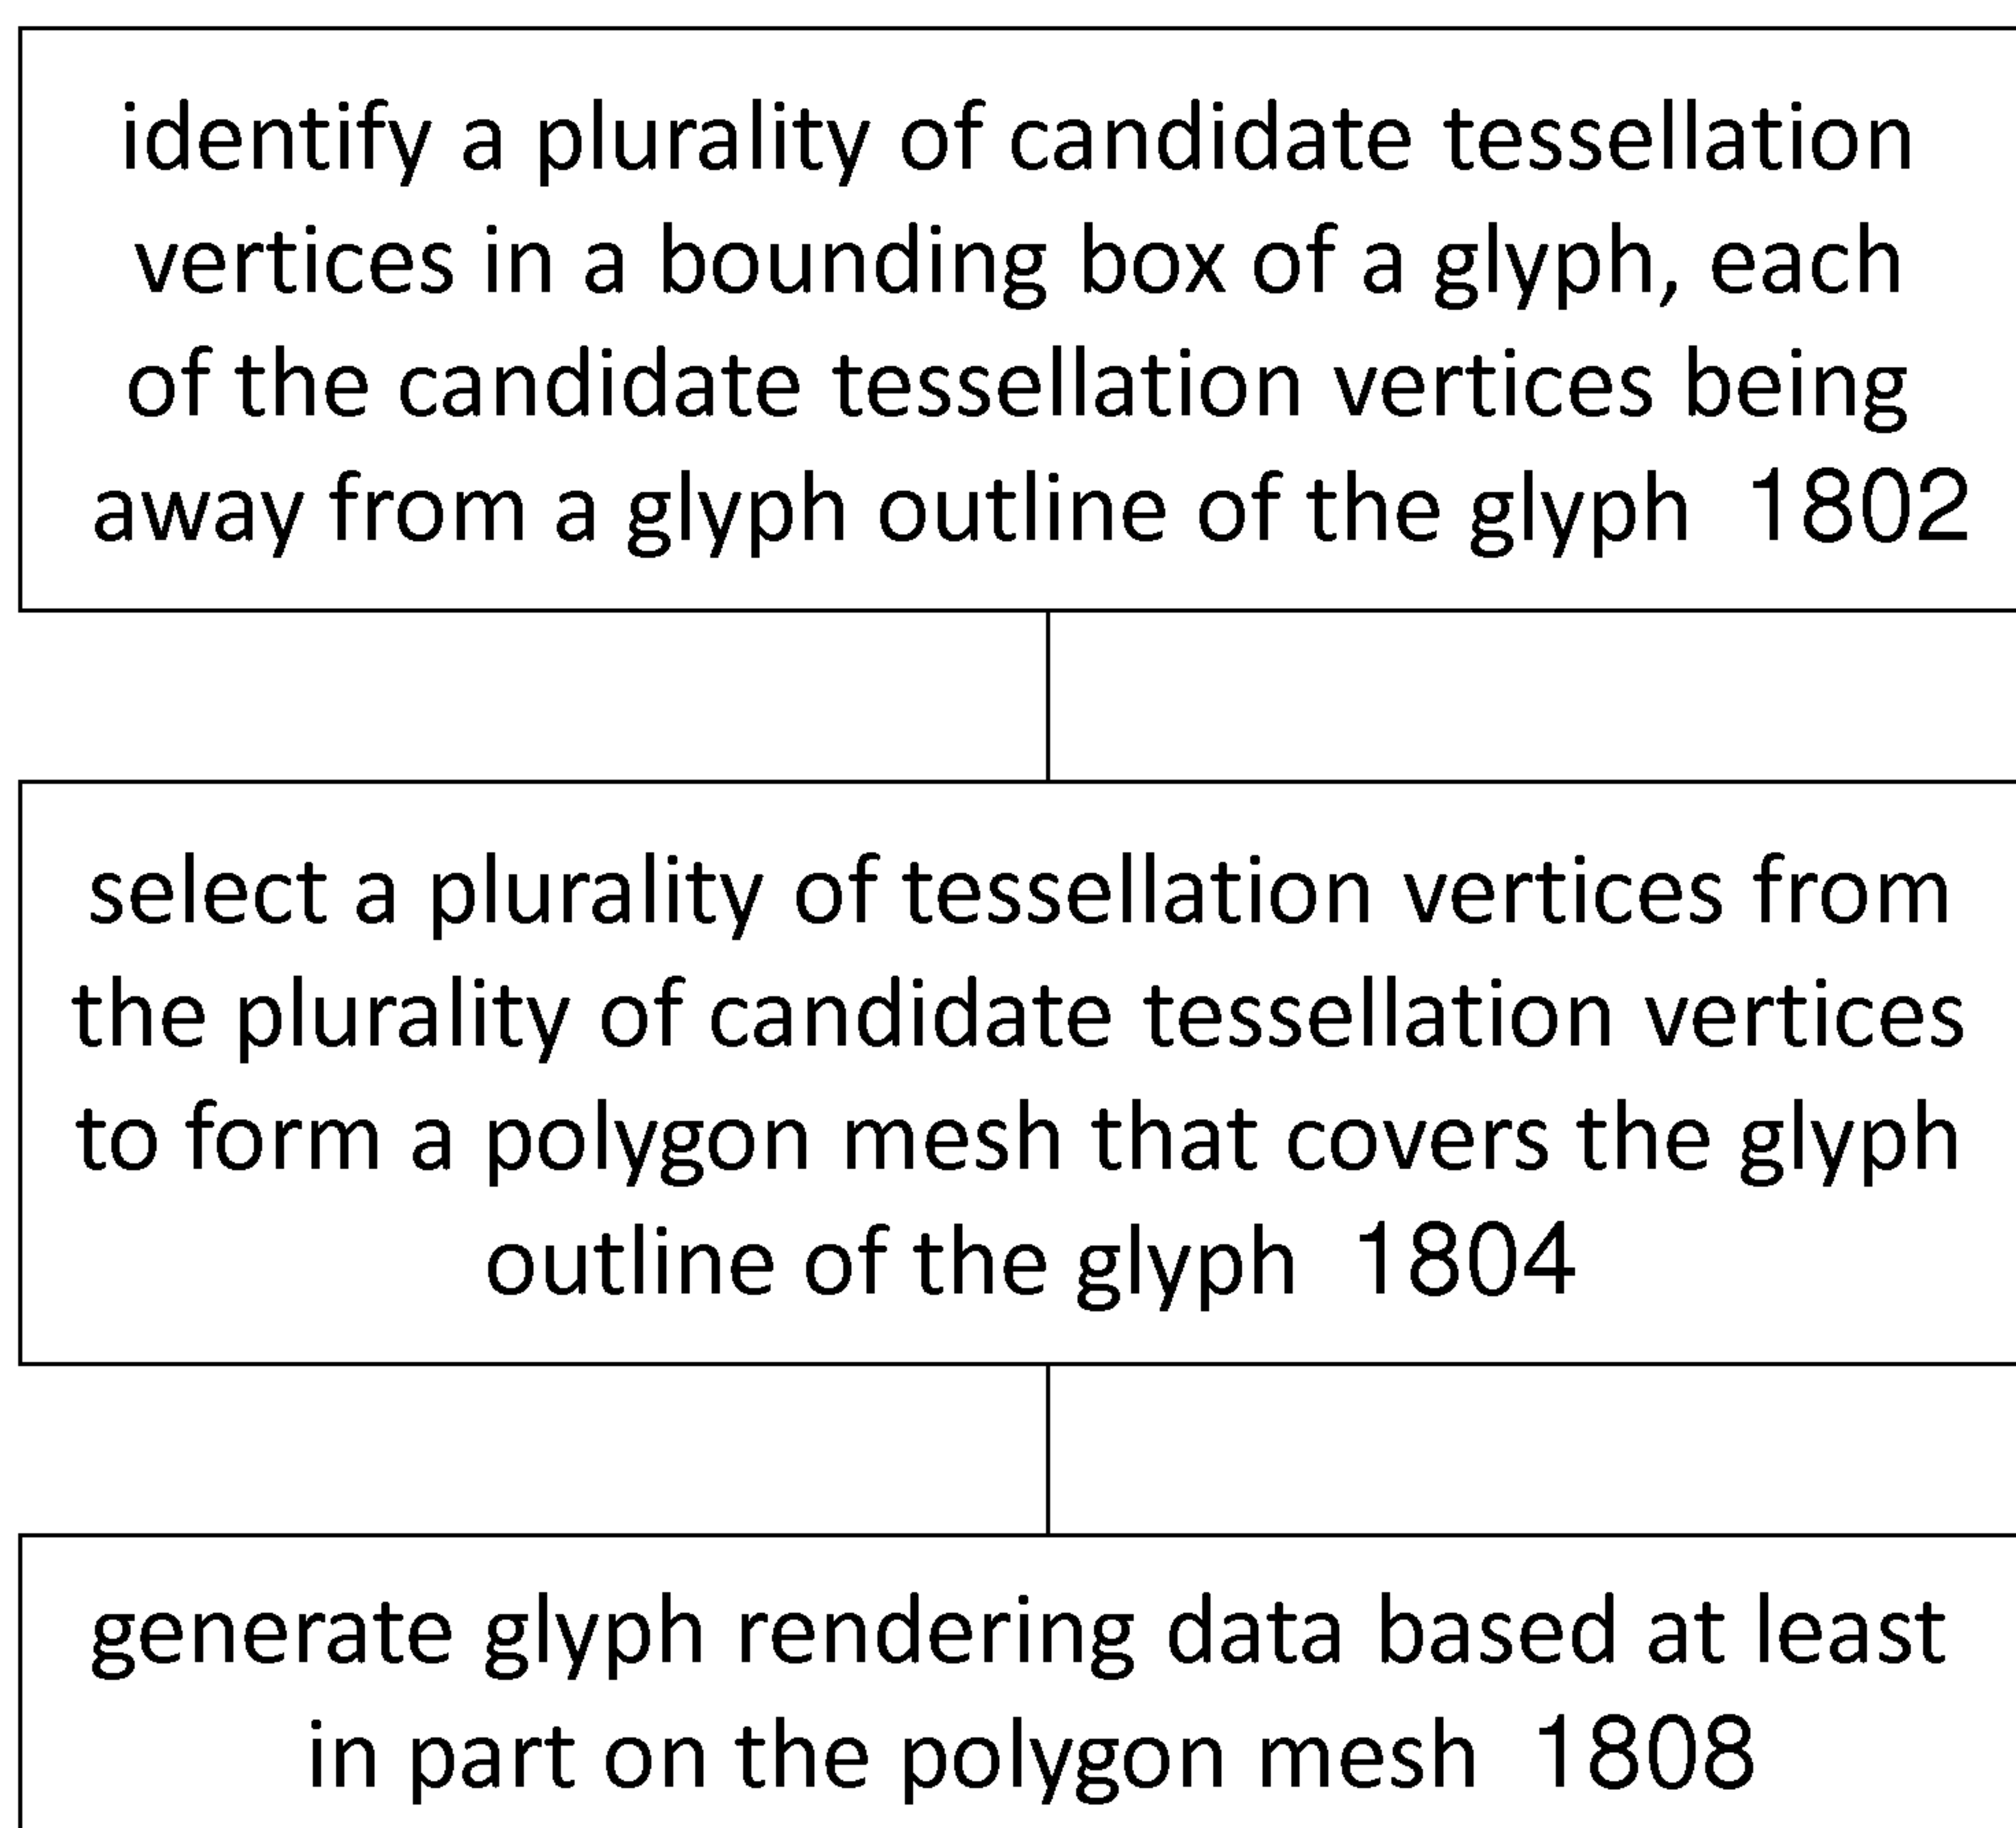 identify a plurality of candidate tessellation
vertices in a bounding box of a glyph, each
of the candidate tessellation vertices being
away from a glyph outline of the glyph 1802
select a plurality of tessellation vertices from
the plurality of candidate tessellation vertices
to form a polygon mesh that covers the glyph
outline of the glyph 1804
generate glyph rendering data based at least
in part on the polygon mesh 1808